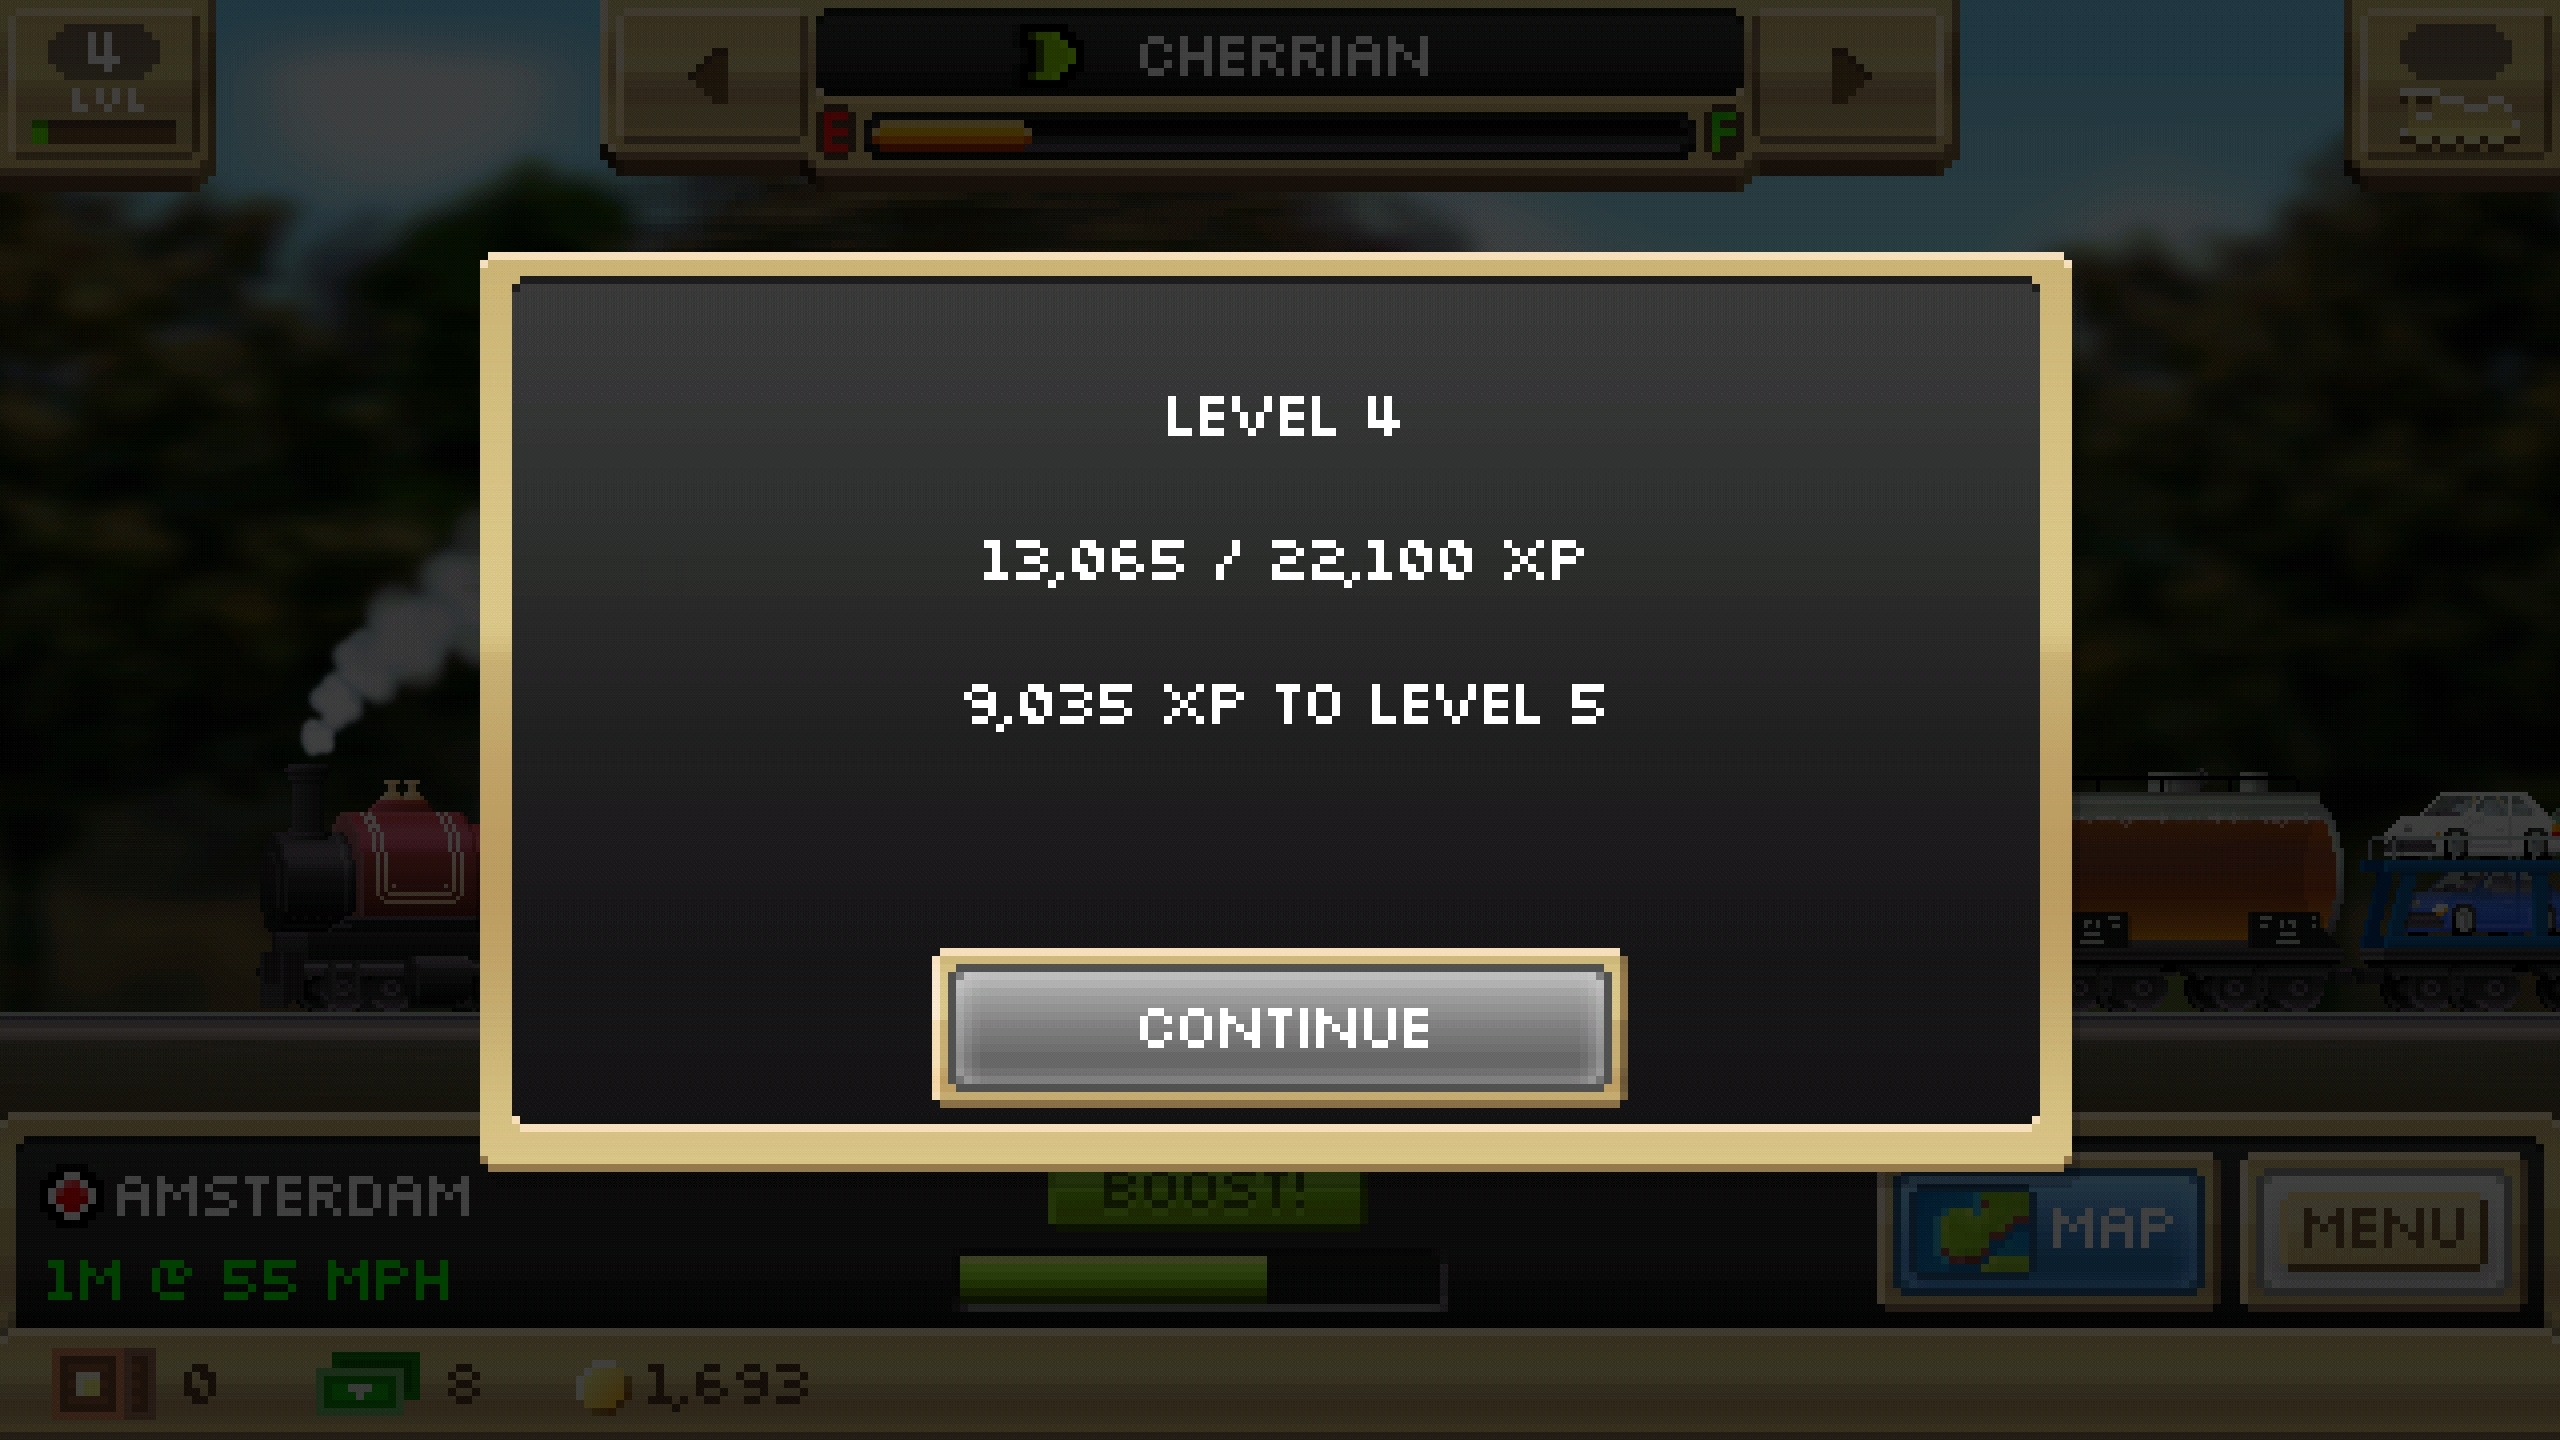 4
LVL
CHERRIAN
E F
LEVEL 4
13,065 / 22,100 XP
9,035 XP TO LEVEL 5
CONTINUE
AMSTERDAM
1M @ 55 MPH
BOOST!
MAP
MENU
0 8 1,693